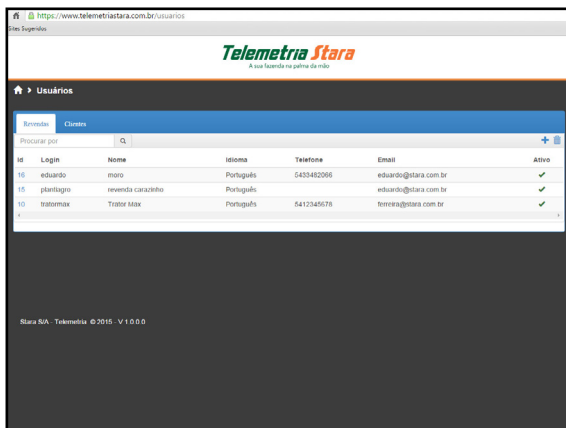 https://www.telemetriastara.com.br/usuarios
Sites Sugeridos
Telemetria Stara
A sua fazenda na palma da mão
> Usuários
Revendas Clientes
Procurar por
Id Login Nome Idioma Telefone Email Ativo
16 eduardo moro Português 5433482066 eduardo@stara.com.br
15 plantiagro revenda carazinho Português eduardo@stara.com.br
10 tratormax Trator Max Português 5412345678 ferreira@stara.com.br
Stara S/A - Telemetria © 2015 - V 1.0.0.0